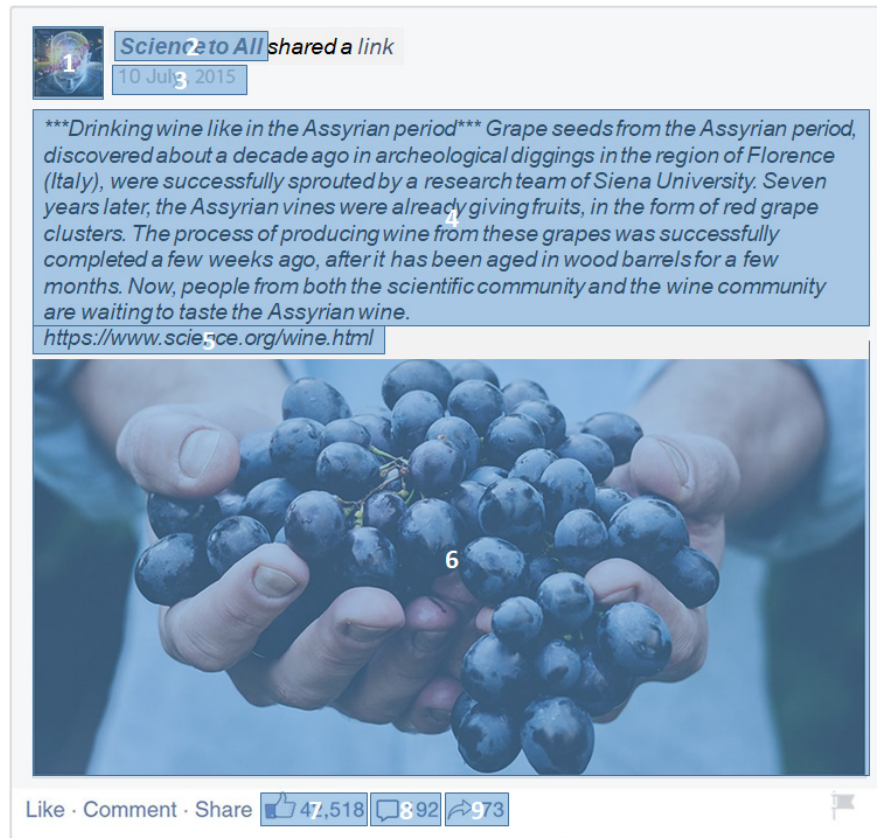 1
2
Science to All shared a link
3
10 July, 2015
***Drinking wine like in the Assyrian period*** Grape seeds from the Assyrian period,
discovered about a decade ago in archeological diggings in the region of Florence
(Italy), were successfully sprouted by a research team of Siena University. Seven
years later, the Assyrian vines were already giving fruits, in the form of red grape
4
clusters. The process of producing wine from these grapes was successfully
completed a few weeks ago, after it has been aged in wood barrels for a few
months. Now, people from both the scientific community and the wine community
are waiting to taste the Assyrian wine.
https://www.science.org/wine.html
5
6
Like · Comment · Share 7 8 92 9